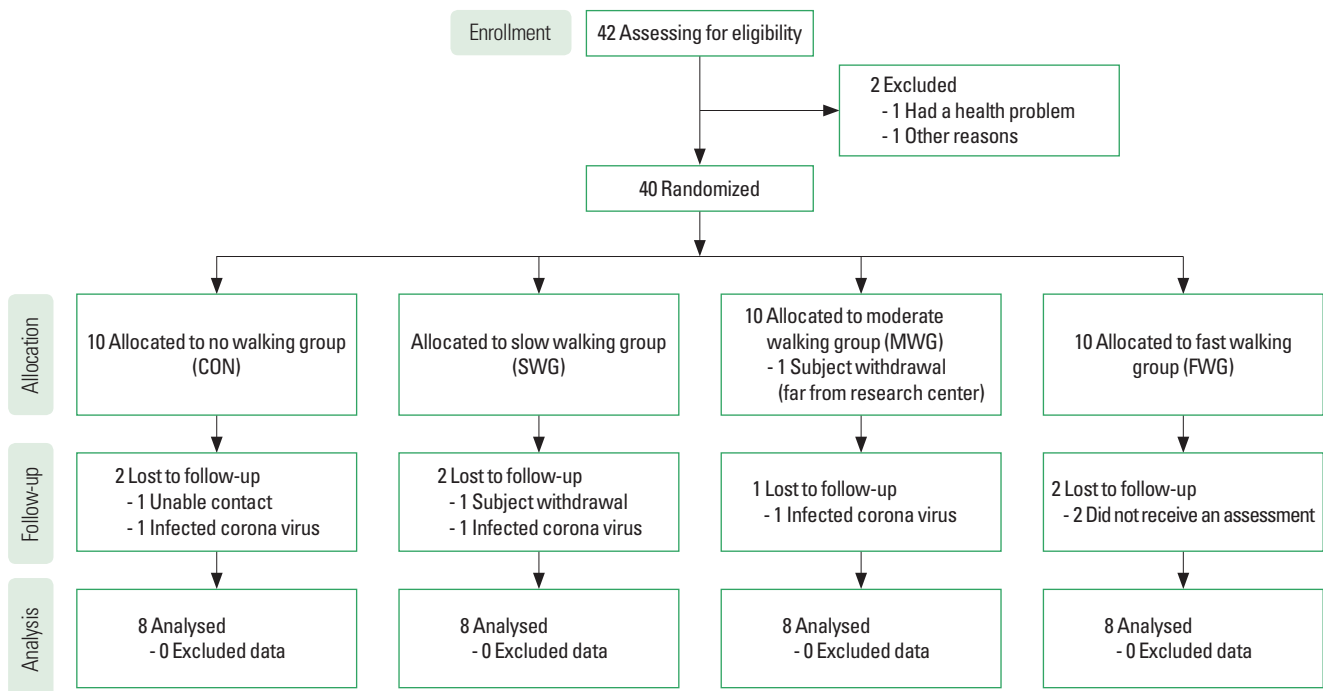 Enrollment
42 Assessing for eligibility
2 Excluded
- 1 Had a health problem
- 1 Other reasons
40 Randomized
Allocation
10 Allocated to no walking group
(CON)
Allocated to slow walking group
(SWG)
10 Allocated to moderate
walking group (MWG)
- 1 Subject withdrawal
(far from research center)
10 Allocated to fast walking
group (FWG)
Follow-up
2 Lost to follow-up
- 1 Unable contact
- 1 Infected corona virus
2 Lost to follow-up
- 1 Subject withdrawal
- 1 Infected corona virus
1 Lost to follow-up
- 1 Infected corona virus
2 Lost to follow-up
- 2 Did not receive an assessment
Analysis
8 Analysed
- 0 Excluded data
8 Analysed
- 0 Excluded data
8 Analysed
- 0 Excluded data
8 Analysed
- 0 Excluded data